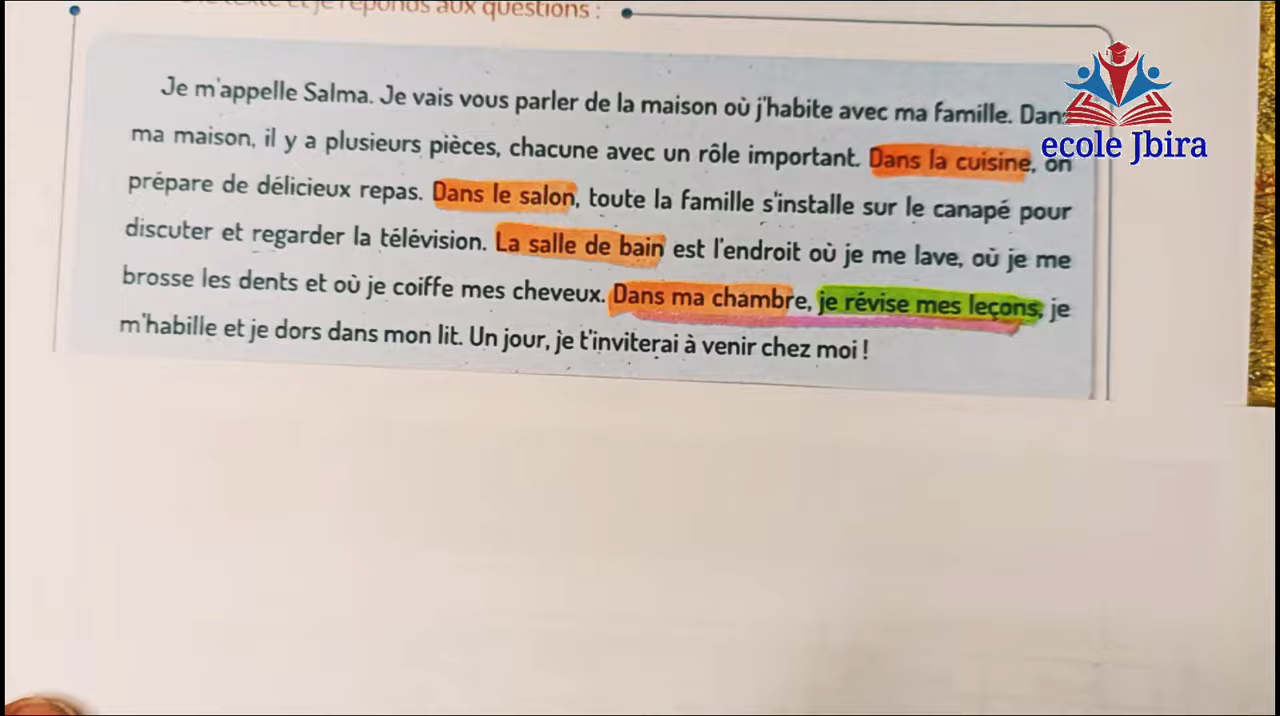 je réponds aux questions :
Je m'appelle Salma. Je vais vous parler de la maison où j'habite avec ma famille. Dans
ma maison, il y a plusieurs pièces, chacune avec un rôle important. Dans la cuisine, on
prépare de délicieux repas. Dans le salon, toute la famille s'installe sur le canapé pour
discuter et regarder la télévision. La salle de bain est l'endroit où je me lave, où je me
brosse les dents et où je coiffe mes cheveux. Dans ma chambre, je révise mes leçons, je
m'habille et je dors dans mon lit. Un jour, je t'inviterai à venir chez moi !
ecole Jbira